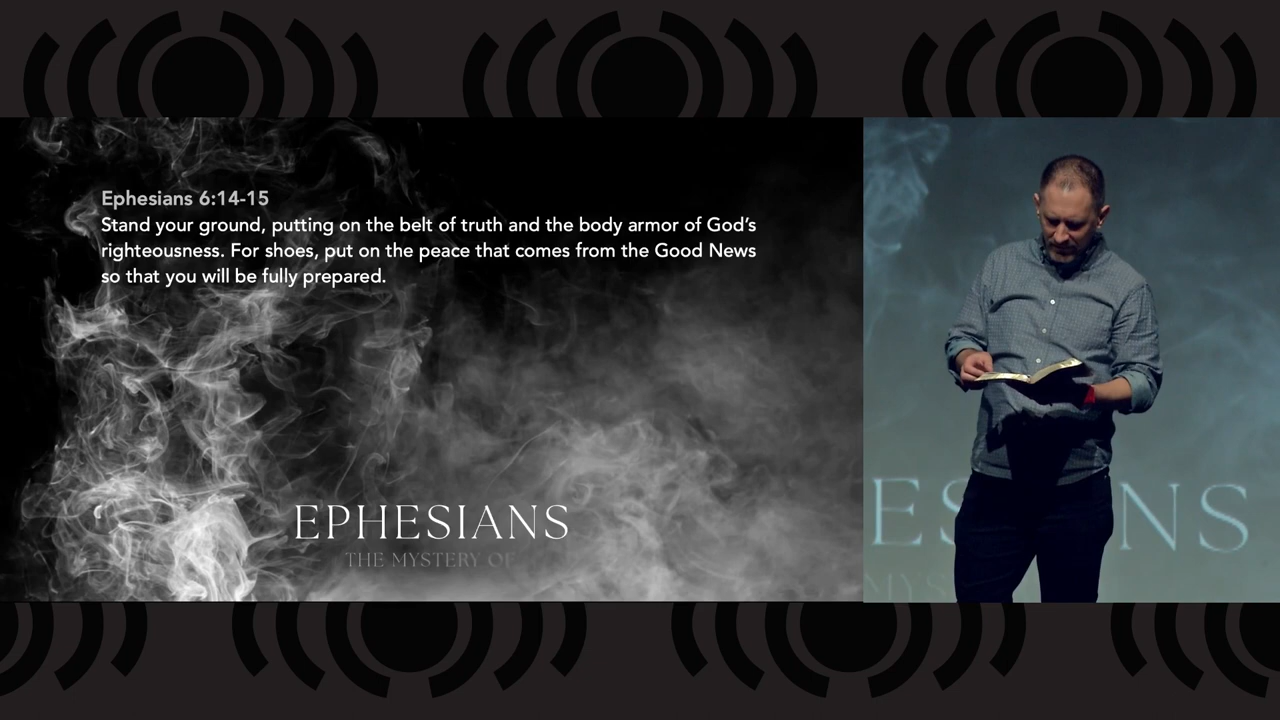 Ephesians 6:14-15
Stand your ground, putting on the belt of truth and the body armor of God's
righteousness. For shoes, put on the peace that comes from the Good News
so that you will be fully prepared.
EPHESIANS
THE MYSTERY OF